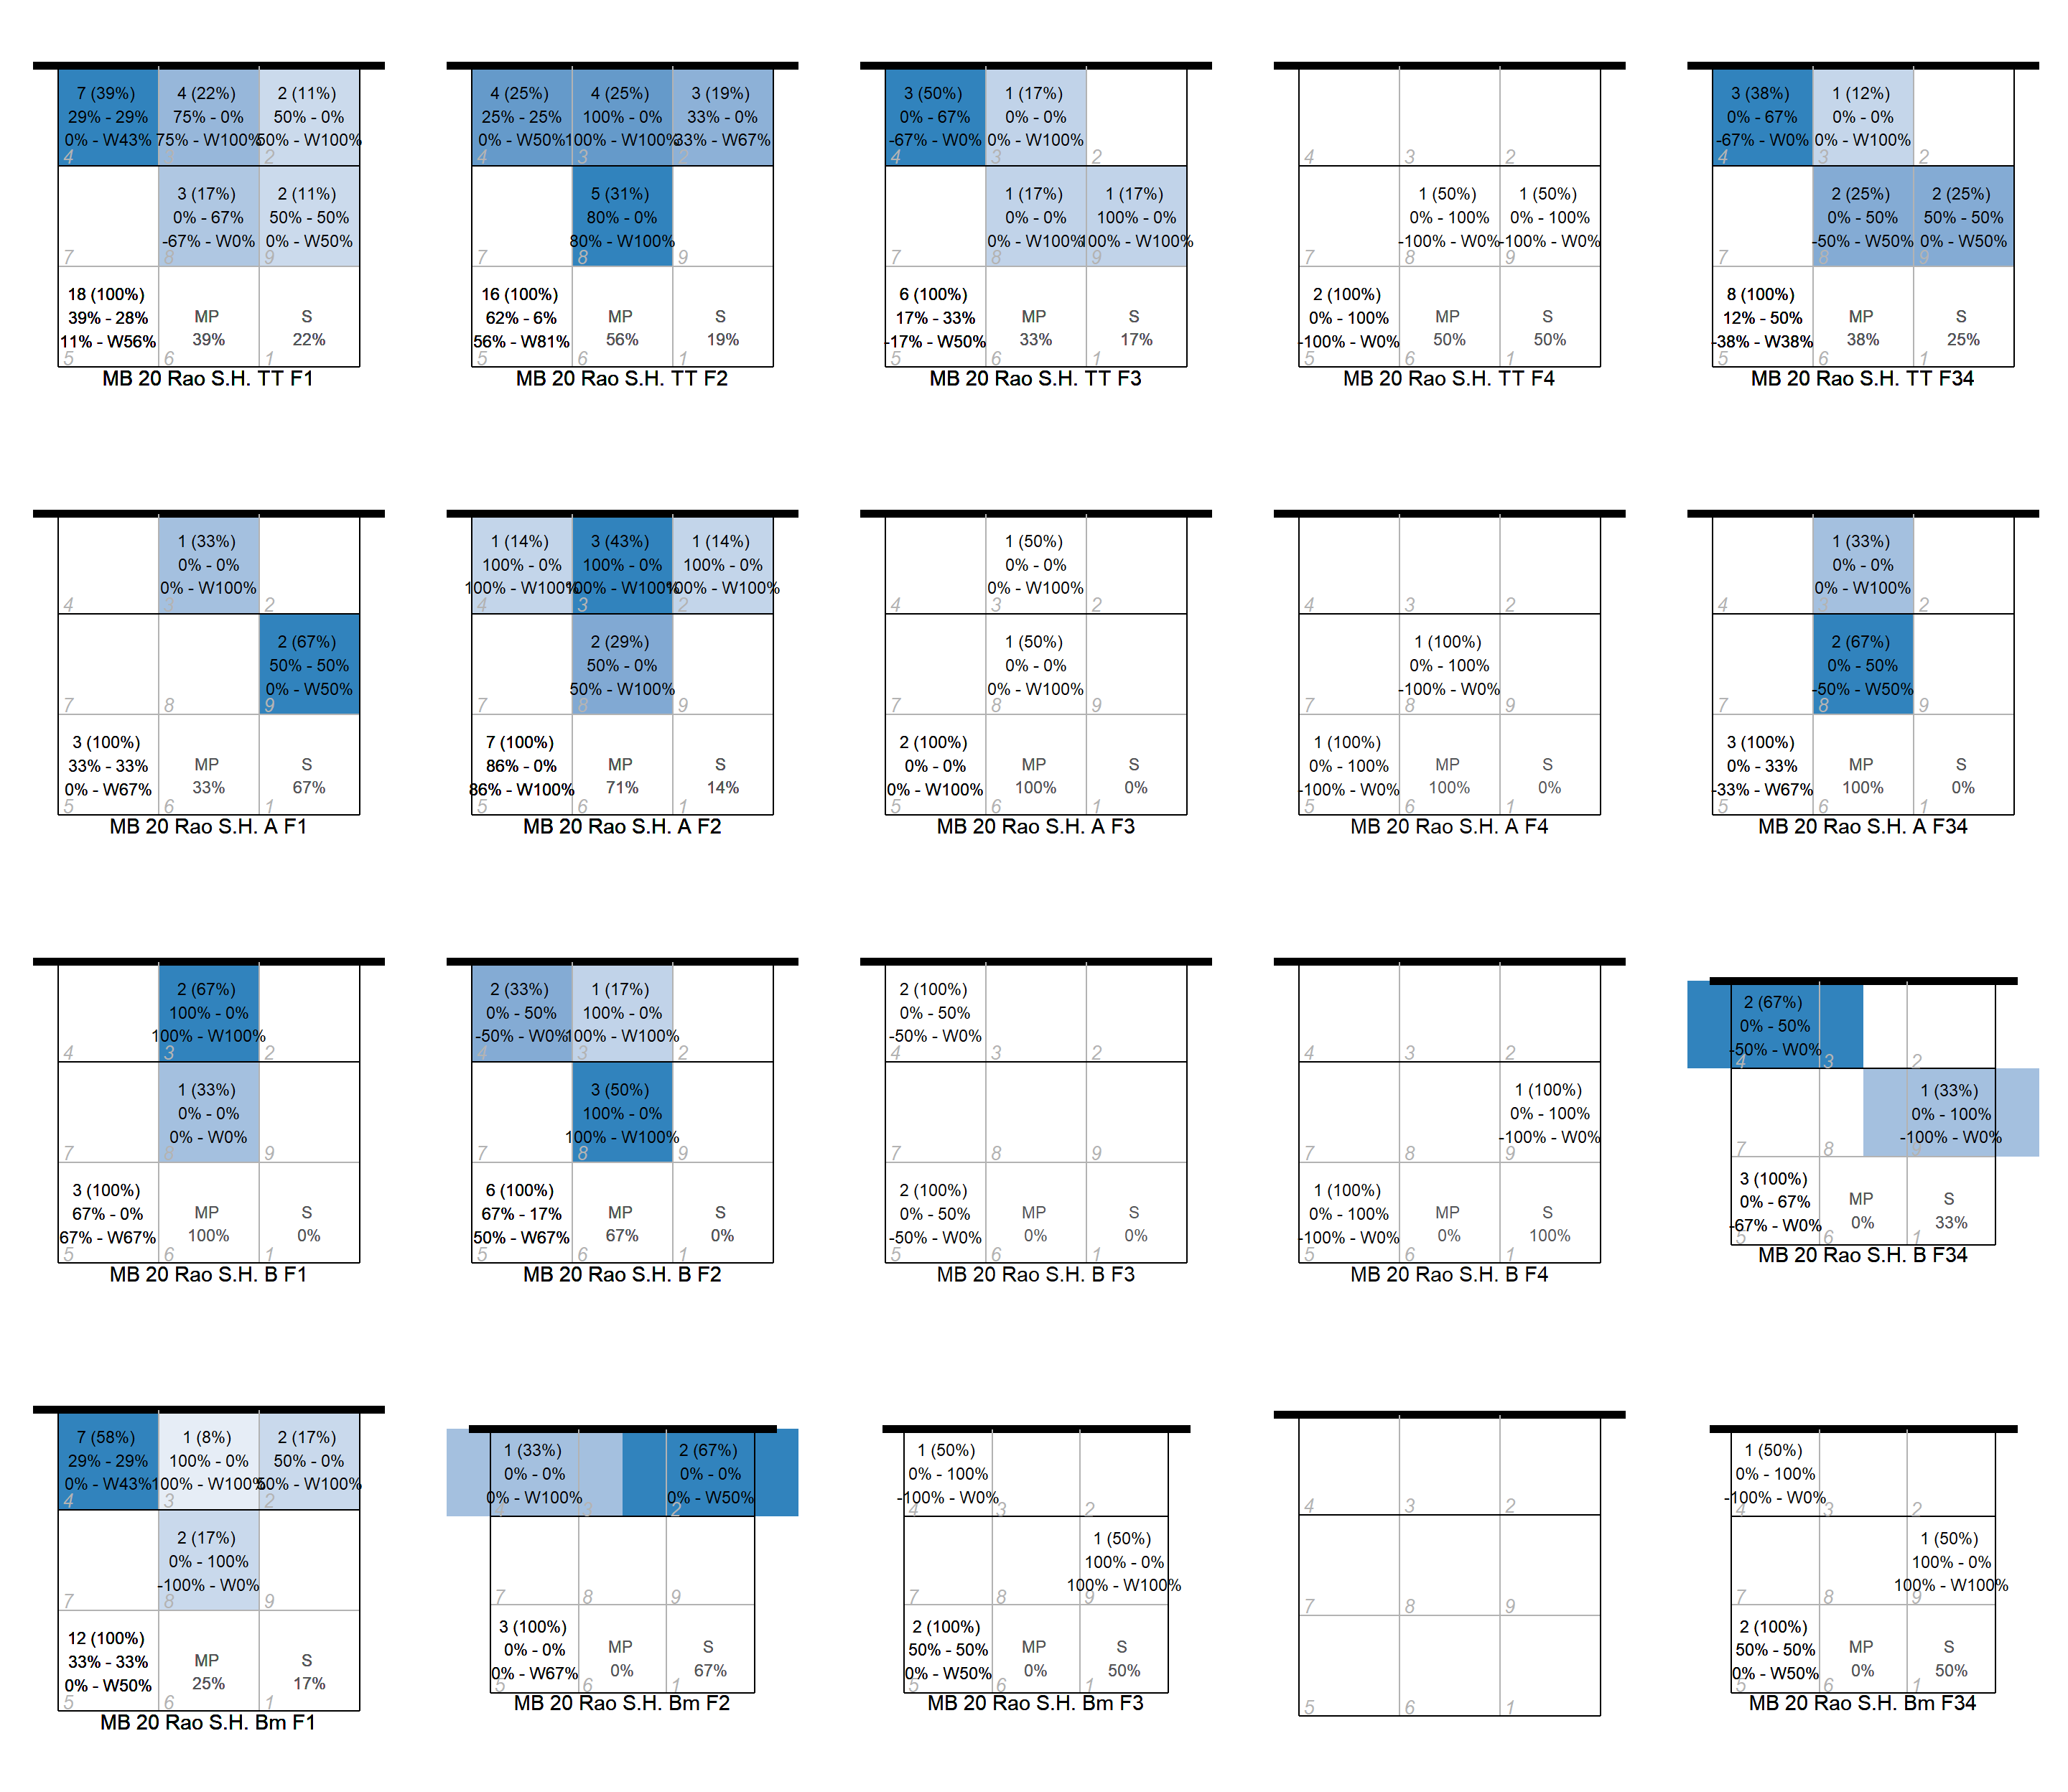 7 (39%)
29% - 29%
0% - W43%
4
4 (22%)
75% - 0%
75% - W100%
2 (11%)
50% - 0%
50% - W100%
2
7
3 (17%)
0% - 67%
-67% - W0%
8
2 (11%)
50% - 50%
0% - W50%
9
18 (100%)
39% - 28%
11% - W56%
5
MP
39%
6
S
22%
1
MB 20 Rao S.H. TT F1
4 (25%)
25% - 25%
0% - W50%
4
4 (25%)
100% - 0%
100% - W100%
3
3 (19%)
33% - 0%
33% - W67%
2
7
5 (31%)
80% - 0%
80% - W100%
8
9
16 (100%)
62% - 6%
56% - W81%
5
MP
56%
6
S
19%
1
MB 20 Rao S.H. TT F2
3 (50%)
0% - 67%
-67% - W0%
4
1 (17%)
0% - 0%
0% - W100%
3
2
7
1 (17%)
0% - 0%
0% - W100%
8
1 (17%)
100% - 0%
100% - W100%
9
6 (100%)
17% - 33%
-17% - W50%
5
MP
33%
6
S
17%
1
MB 20 Rao S.H. TT F3
4
3
2
7
1 (50%)
0% - 100%
-100% - W0%
8
1 (50%)
0% - 100%
-100% - W0%
9
2 (100%)
0% - 100%
-100% - W0%
5
MP
50%
6
S
50%
1
MB 20 Rao S.H. TT F4
3 (38%)
0% - 67%
-67% - W0%
4
1 (12%)
0% - 0%
0% - W100%
3
2
7
2 (25%)
0% - 50%
-50% - W50%
8
2 (25%)
50% - 50%
0% - W50%
9
8 (100%)
12% - 50%
-38% - W38%
5
MP
38%
6
S
25%
1
MB 20 Rao S.H. TT F34
4
1 (33%)
0% - 0%
0% - W100%
3
2
7
8
2 (67%)
50% - 50%
0% - W50%
9
3 (100%)
33% - 33%
0% - W67%
5
MP
33%
6
S
67%
1
MB 20 Rao S.H. A F1
1 (14%)
100% - 0%
100% - W100%
4
3 (43%)
100% - 0%
100% - W100%
3
1 (14%)
100% - 0%
100% - W100%
2
7
2 (29%)
50% - 0%
50% - W100%
8
9
7 (100%)
86% - 0%
86% - W100%
5
MP
71%
6
S
14%
1
MB 20 Rao S.H. A F2
4
1 (50%)
0% - 0%
0% - W100%
3
2
7
1 (50%)
0% - 0%
0% - W100%
8
9
2 (100%)
0% - 0%
0% - W100%
5
MP
100%
6
S
0%
1
MB 20 Rao S.H. A F3
4
3
2
7
1 (100%)
0% - 100%
-100% - W0%
8
9
1 (100%)
0% - 100%
-100% - W0%
5
MP
100%
6
S
0%
1
MB 20 Rao S.H. A F4
4
1 (33%)
0% - 0%
0% - W100%
3
2
7
2 (67%)
0% - 50%
-50% - W50%
8
9
3 (100%)
0% - 33%
-33% - W67%
5
MP
100%
6
S
0%
1
MB 20 Rao S.H. A F34
4
2 (67%)
100% - 0%
100% - W100%
3
2
7
1 (33%)
0% - 0%
0% - W0%
8
9
3 (100%)
67% - 0%
67% - W67%
5
MP
100%
6
S
0%
1
MB 20 Rao S.H. B F1
2 (33%)
0% - 50%
-50% - W0%
4
1 (17%)
100% - 0%
100% - W100%
3
2
7
3 (50%)
100% - 0%
100% - W100%
8
9
6 (100%)
67% - 17%
50% - W67%
5
MP
67%
6
S
0%
1
MB 20 Rao S.H. B F2
2 (100%)
0% - 50%
-50% - W0%
4
3
2
7
8
9
2 (100%)
0% - 50%
-50% - W0%
5
MP
0%
6
S
0%
1
MB 20 Rao S.H. B F3
4
3
2
7
8
1 (100%)
0% - 100%
-100% - W0%
9
1 (100%)
0% - 100%
-100% - W0%
5
MP
0%
6
S
100%
1
MB 20 Rao S.H. B F4
2 (67%)
0% - 50%
-50% - W0%
4
3
2
7
8
1 (33%)
0% - 100%
-100% - W0%
9
3 (100%)
0% - 67%
-67% - W0%
5
MP
0%
6
S
33%
1
MB 20 Rao S.H. B F34
7 (58%)
29% - 29%
0% - W43%
4
1 (8%)
100% - 0%
100% - W100%
3
2 (17%)
50% - 0%
50% - W100%
2
7
2 (17%)
0% - 100%
-100% - W0%
8
9
12 (100%)
33% - 33%
0% - W50%
5
MP
25%
6
S
17%
1
MB 20 Rao S.H. Bm F1
1 (33%)
0% - 0%
0% - W100%
4
3
2 (67%)
0% - 0%
0% - W50%
2
7
8
9
3 (100%)
0% - 0%
0% - W67%
5
MP
0%
6
S
67%
1
MB 20 Rao S.H. Bm F2
1 (50%)
0% - 100%
-100% - W0%
4
3
2
7
8
1 (50%)
100% - 0%
100% - W100%
9
2 (100%)
50% - 50%
0% - W50%
5
MP
0%
6
S
50%
1
MB 20 Rao S.H. Bm F3
4
3
2
7
8
9
5
6
1
1 (50%)
0% - 100%
-100% - W0%
4
3
2
7
8
1 (50%)
100% - 0%
100% - W100%
9
2 (100%)
50% - 50%
0% - W50%
5
MP
0%
6
S
50%
1
MB 20 Rao S.H. Bm F34